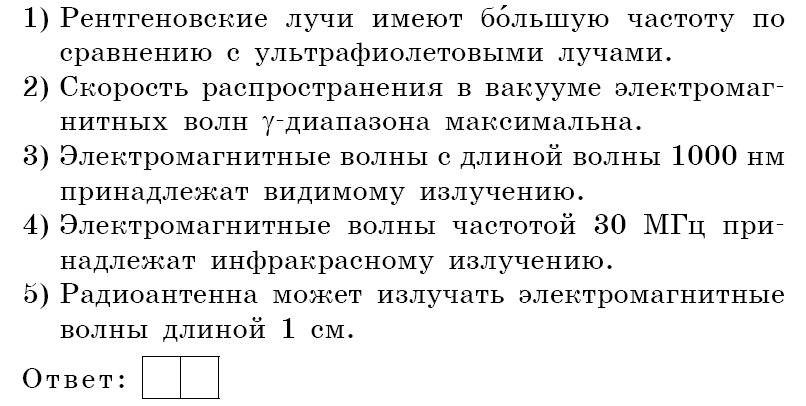 1) Рентгеновские лучи имеют бо́льшую частоту по
сравнению с ультрафиолетовыми лучами.
2) Скорость распространения в вакууме электромаг-
нитных волн γ-диапазона максимальна.
3) Электромагнитные волны с длиной волны 1000 нм
принадлежат видимому излучению.
4) Электромагнитные волны частотой 30 МГц при-
надлежат инфракрасному излучению.
5) Радиоантенна может излучать электромагнитные
волны длиной 1 см.
Ответ: